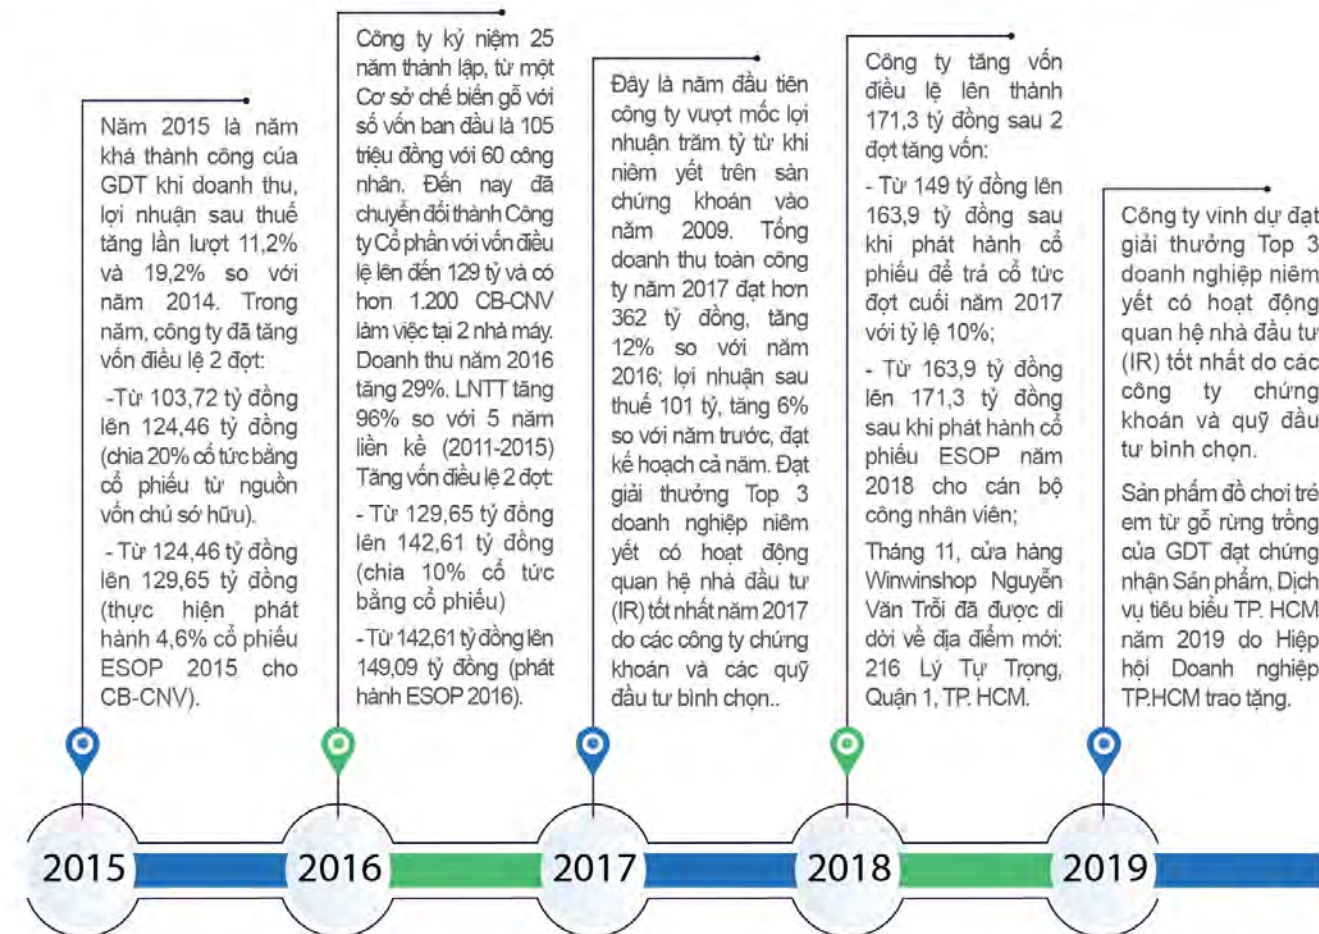 Năm 2015 là năm
khá thành công của
GDT khi doanh thu,
lợi nhuận sau thuế
tăng lần lượt 11,2%
và 19,2% so với
năm 2014. Trong
năm, công ty đã tăng
vốn điều lệ 2 đợt:
-Từ 103,72 tỷ đồng
lên 124,46 tỷ đồng
(chia 20% cổ tức bằng
cổ phiếu từ nguồn
vốn chủ sở hữu).
- Từ 124,46 tỷ đồng
lên 129,65 tỷ đồng
(thực hiện phát
hành 4,6% cổ phiếu
ESOP 2015 cho
CB-CNV).
2015
Công ty kỷ niệm 25
năm thành lập, từ một
Cơ sở chế biến gỗ với
số vốn ban đầu là 105
triệu đồng với 60 công
nhân. Đến nay đã
chuyển đổi thành Công
ty Cổ phần với vốn điều
lệ lên đến 129 tỷ và có
hơn 1.200 CB-CNV
làm việc tại 2 nhà máy.
Doanh thu năm 2016
tăng 29%. LNTT tăng
96% so với 5 năm
liền kề (2011-2015)
Tăng vốn điều lệ 2 đợt:
- Từ 129,65 tỷ đồng
lên 142,61 tỷ đồng
(chia 10% cổ tức
bằng cổ phiếu)
-Từ 142,61 tỷ đồng lên
149,09 tỷ đồng (phát
hành ESOP 2016).
2016
Đây là năm đầu tiên
công ty vượt mốc lợi
nhuận trăm tỷ từ khi
niêm yết trên sàn
chứng khoán vào
năm 2009. Tổng
doanh thu toàn công
ty năm 2017 đạt hơn
362 tỷ đồng, tăng
12% so với năm
2016; lợi nhuận sau
thuế 101 tỷ, tăng 6%
so với năm trước, đạt
kế hoạch cả năm. Đạt
giải thưởng Top 3
doanh nghiệp niêm
yết có hoạt động
quan hệ nhà đầu tư
(IR) tốt nhất năm 2017
do các công ty chứng
khoán và các quỹ
đầu tư bình chọn..
2017
Công ty tăng vốn
điều lệ lên thành
171,3 tỷ đồng sau 2
đợt tăng vốn:
- Từ 149 tỷ đồng lên
163,9 tỷ đồng sau
khi phát hành cổ
phiếu để trả cổ tức
đợt cuối năm 2017
với tỷ lệ 10%;
- Từ 163,9 tỷ đồng
lên 171,3 tỷ đồng
sau khi phát hành cổ
phiếu ESOP năm
2018 cho cán bộ
công nhân viên;
Tháng 11, cửa hàng
Winwinshop Nguyễn
Văn Trỗi đã được di
dời về địa điểm mới:
216 Lý Tự Trọng,
Quận 1, TP. HCM.
2018
Công ty vinh dự đạt
giải thưởng Top 3
doanh nghiệp niêm
yết có hoạt động
quan hệ nhà đầu tư
(IR) tốt nhất do các
công ty chứng
khoán và quỹ đầu
tư bình chọn.
Sản phẩm đồ chơi trẻ
em từ gỗ rừng trồng
của GDT đạt chứng
nhận Sản phẩm, Dịch
vụ tiêu biểu TP. HCM
năm 2019 do Hiệp
hội Doanh nghiệp
TP.HCM trao tặng.
2019